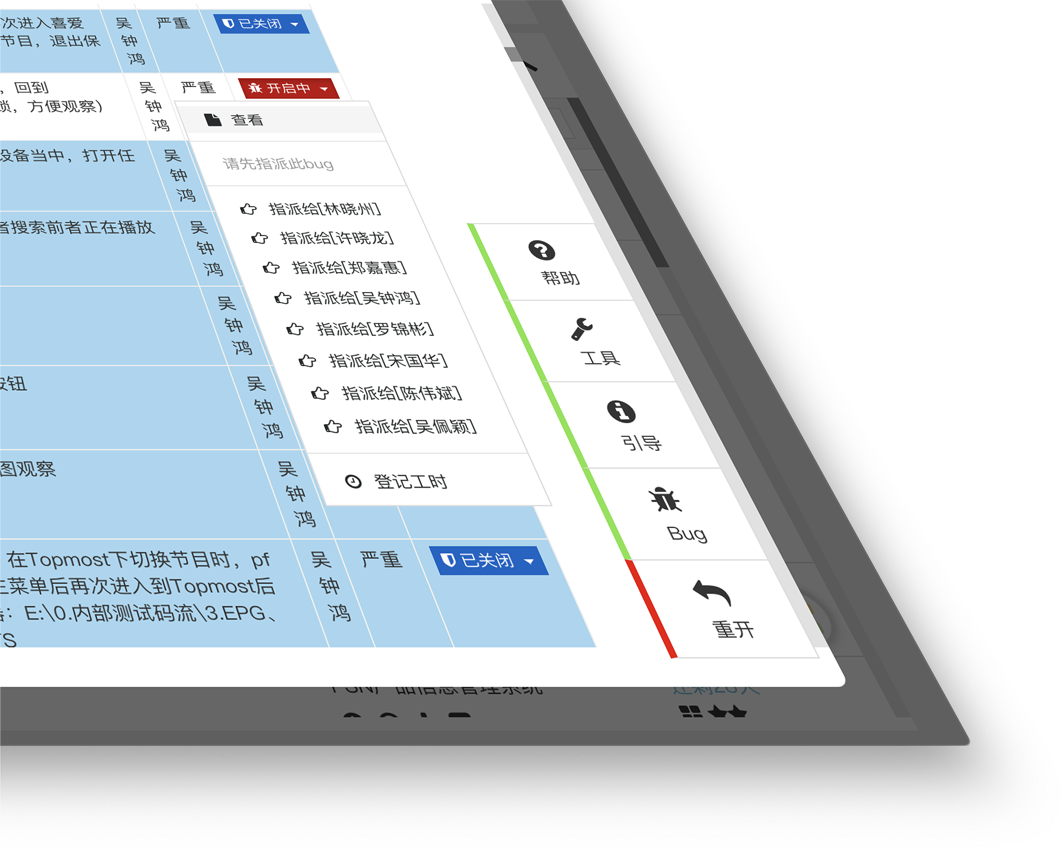 次进入喜爱
节目，退出保
吴
钟
鸿
严重
已关闭
，回到
锁，方便观察)
吴
钟
鸿
严重
开启中
查看
请先指派此bug
指派给[林晓州]
指派给[许晓龙]
指派给[郑嘉惠]
指派给[吴钟鸿]
指派给[罗锦彬]
指派给[宋国华]
指派给[陈伟斌]
指派给[吴佩颖]
登记工时
设备当中，打开任
吴
钟
鸿
者搜索前者正在播放
吴
钟
鸿
吴
钟
鸿
按钮
吴
钟
鸿
图观察
吴
钟
鸿
在Topmost下切换节目时，pf
主菜单后再次进入到Topmost后
：E:\0.内部测试码流\3.EPG、
TS
吴
钟
鸿
严重
已关闭
帮助
工具
引导
Bug
重开